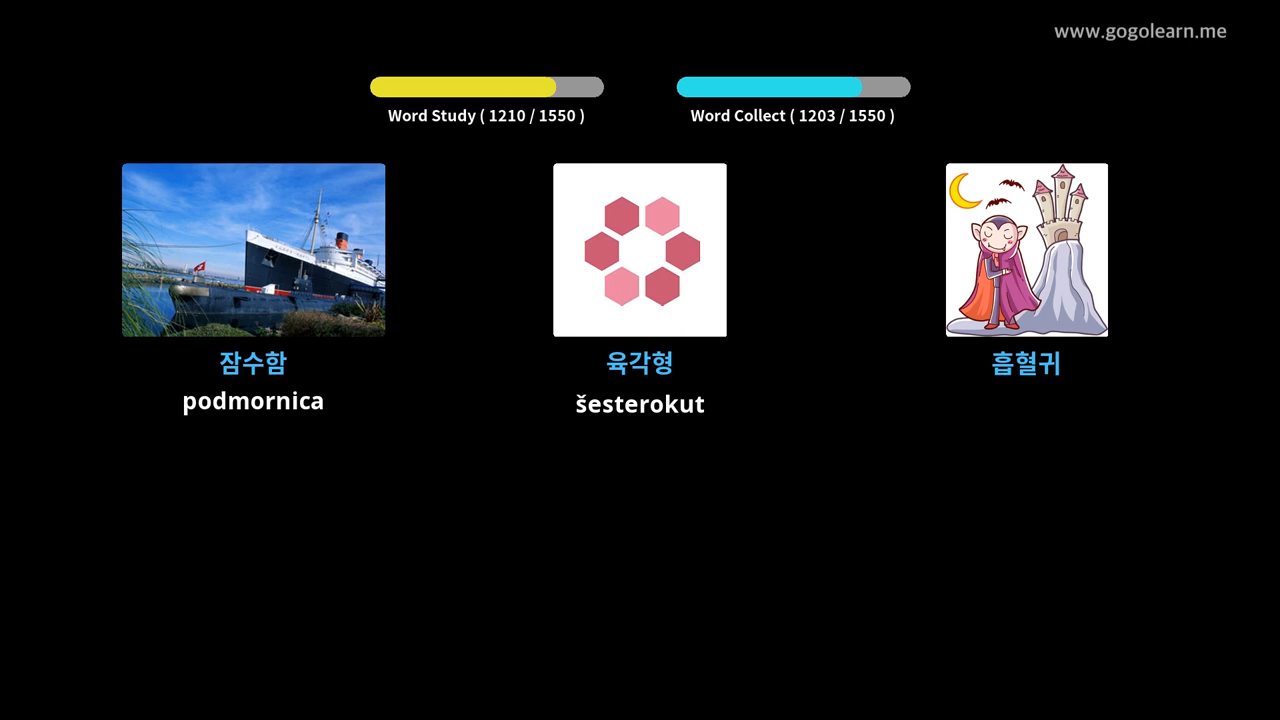 www.gogolearn.me
Word Study ( 1210 / 1550 )
Word Collect ( 1203 / 1550 )
잠수함
podmornica
육각형
šesterokut
흡혈귀